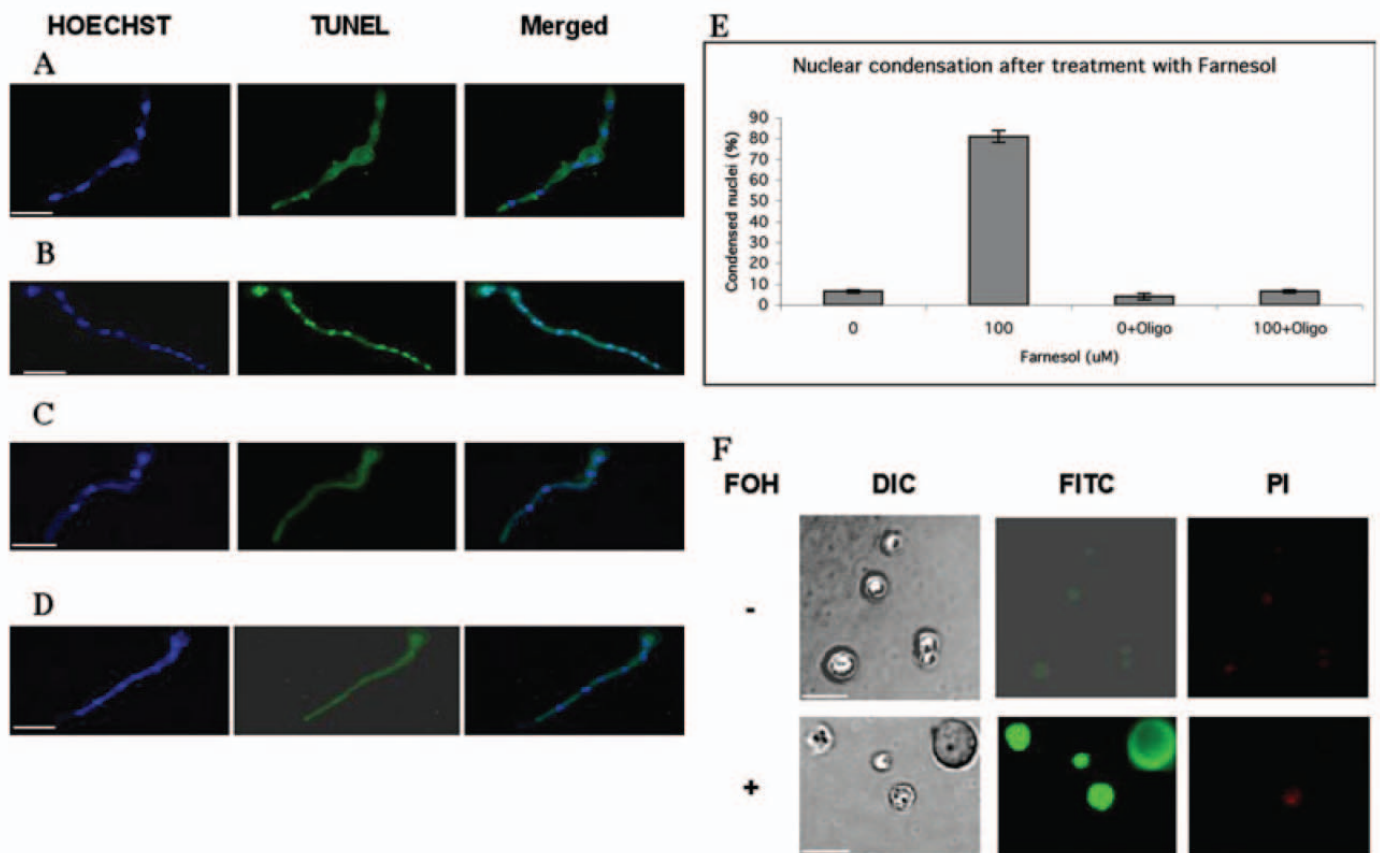 HOECHST TUNEL Merged
A
B
C
D
E
Nuclear condensation after treatment with Farnesol
Condensed nuclei (%)
90
80
70
60
50
40
30
20
10
0
0 100 0+Oligo 100+Oligo
Farnesol (uM)
F
FOH DIC FITC PI
-
+